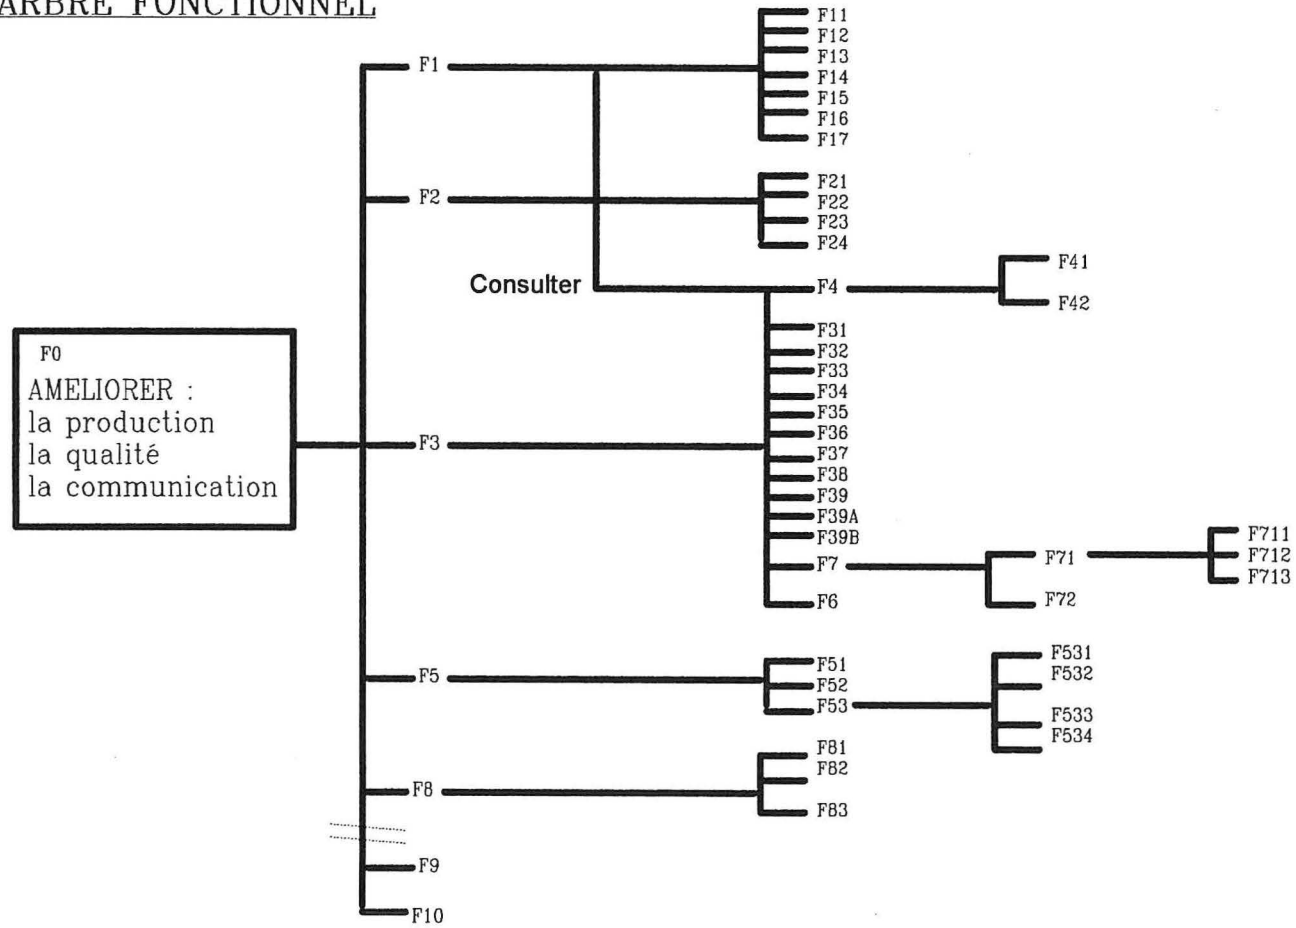 ARBRE FONCTIONNEL
F11
F12
F13
F1
F14
F15
F16
F17
F21
F2
F22
F23
F24
F41
Consulter
F4
F42
F31
F0
F32
F33
AMELIORER :
F34
la production
F35
F36
F3
la qualité
F37
F38
la communication
F39
F39A
F39B
F711
F7
F71
F712
F713
F6
F72
F531
F51
F532
F5
F52
F53
F533
F534
F81
F82
F8
F83
F9
F10